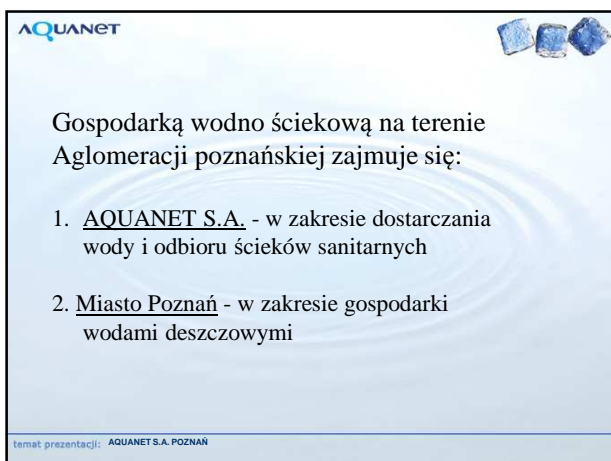 AQUANET
Gospodarką wodno ściekową na terenie
Aglomeracji poznańskiej zajmuje się:
1. AQUANET S.A. - w zakresie dostarczania
wody i odbioru ścieków sanitarnych
2. Miasto Poznań - w zakresie gospodarki
wodami deszczowymi
temat prezentacji: AQUANET S.A. POZNAŃ